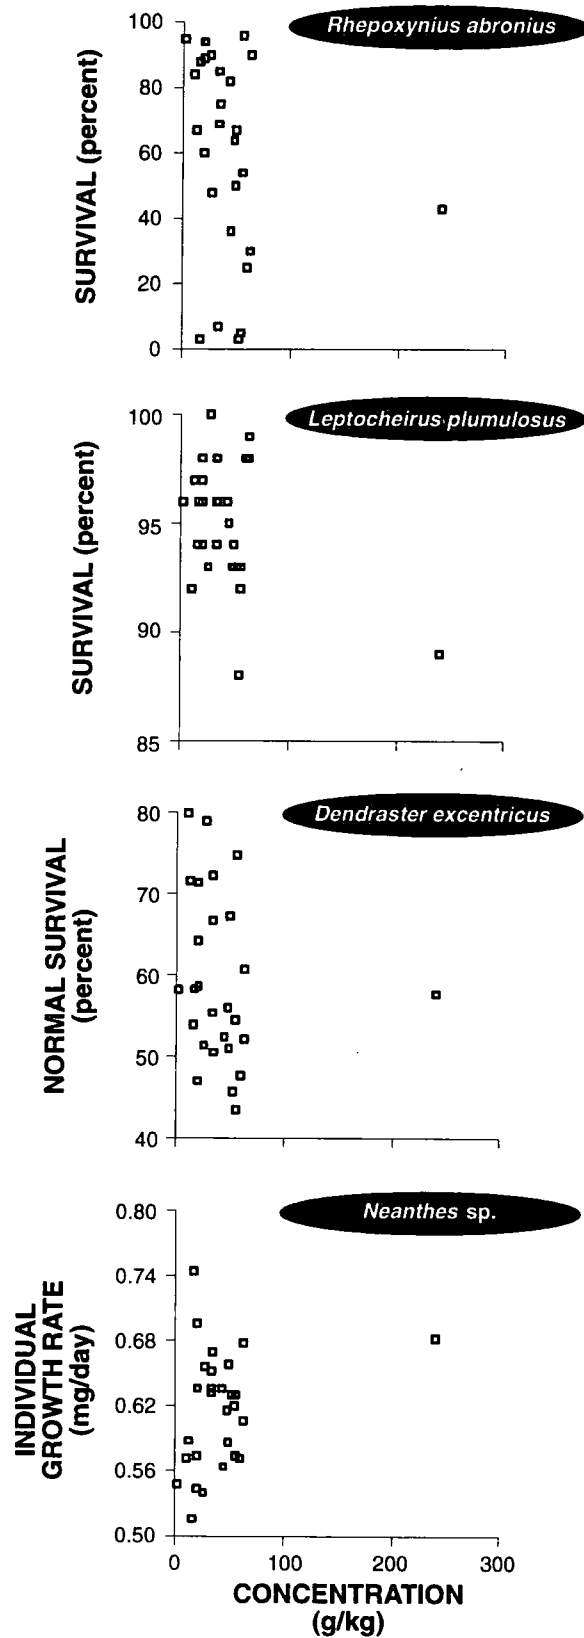 Rhepoxynius abronius
SURVIVAL (percent)
100
80
60
40
20
0
Leptocheirus plumulosus
SURVIVAL (percent)
100
95
90
85
Dendraster excentricus
NORMAL SURVIVAL
(percent)
80
70
60
50
40
Neanthes sp.
INDIVIDUAL
GROWTH RATE
(mg/day)
0.80
0.74
0.68
0.62
0.56
0.50
0 100 200 300
CONCENTRATION
(g/kg)